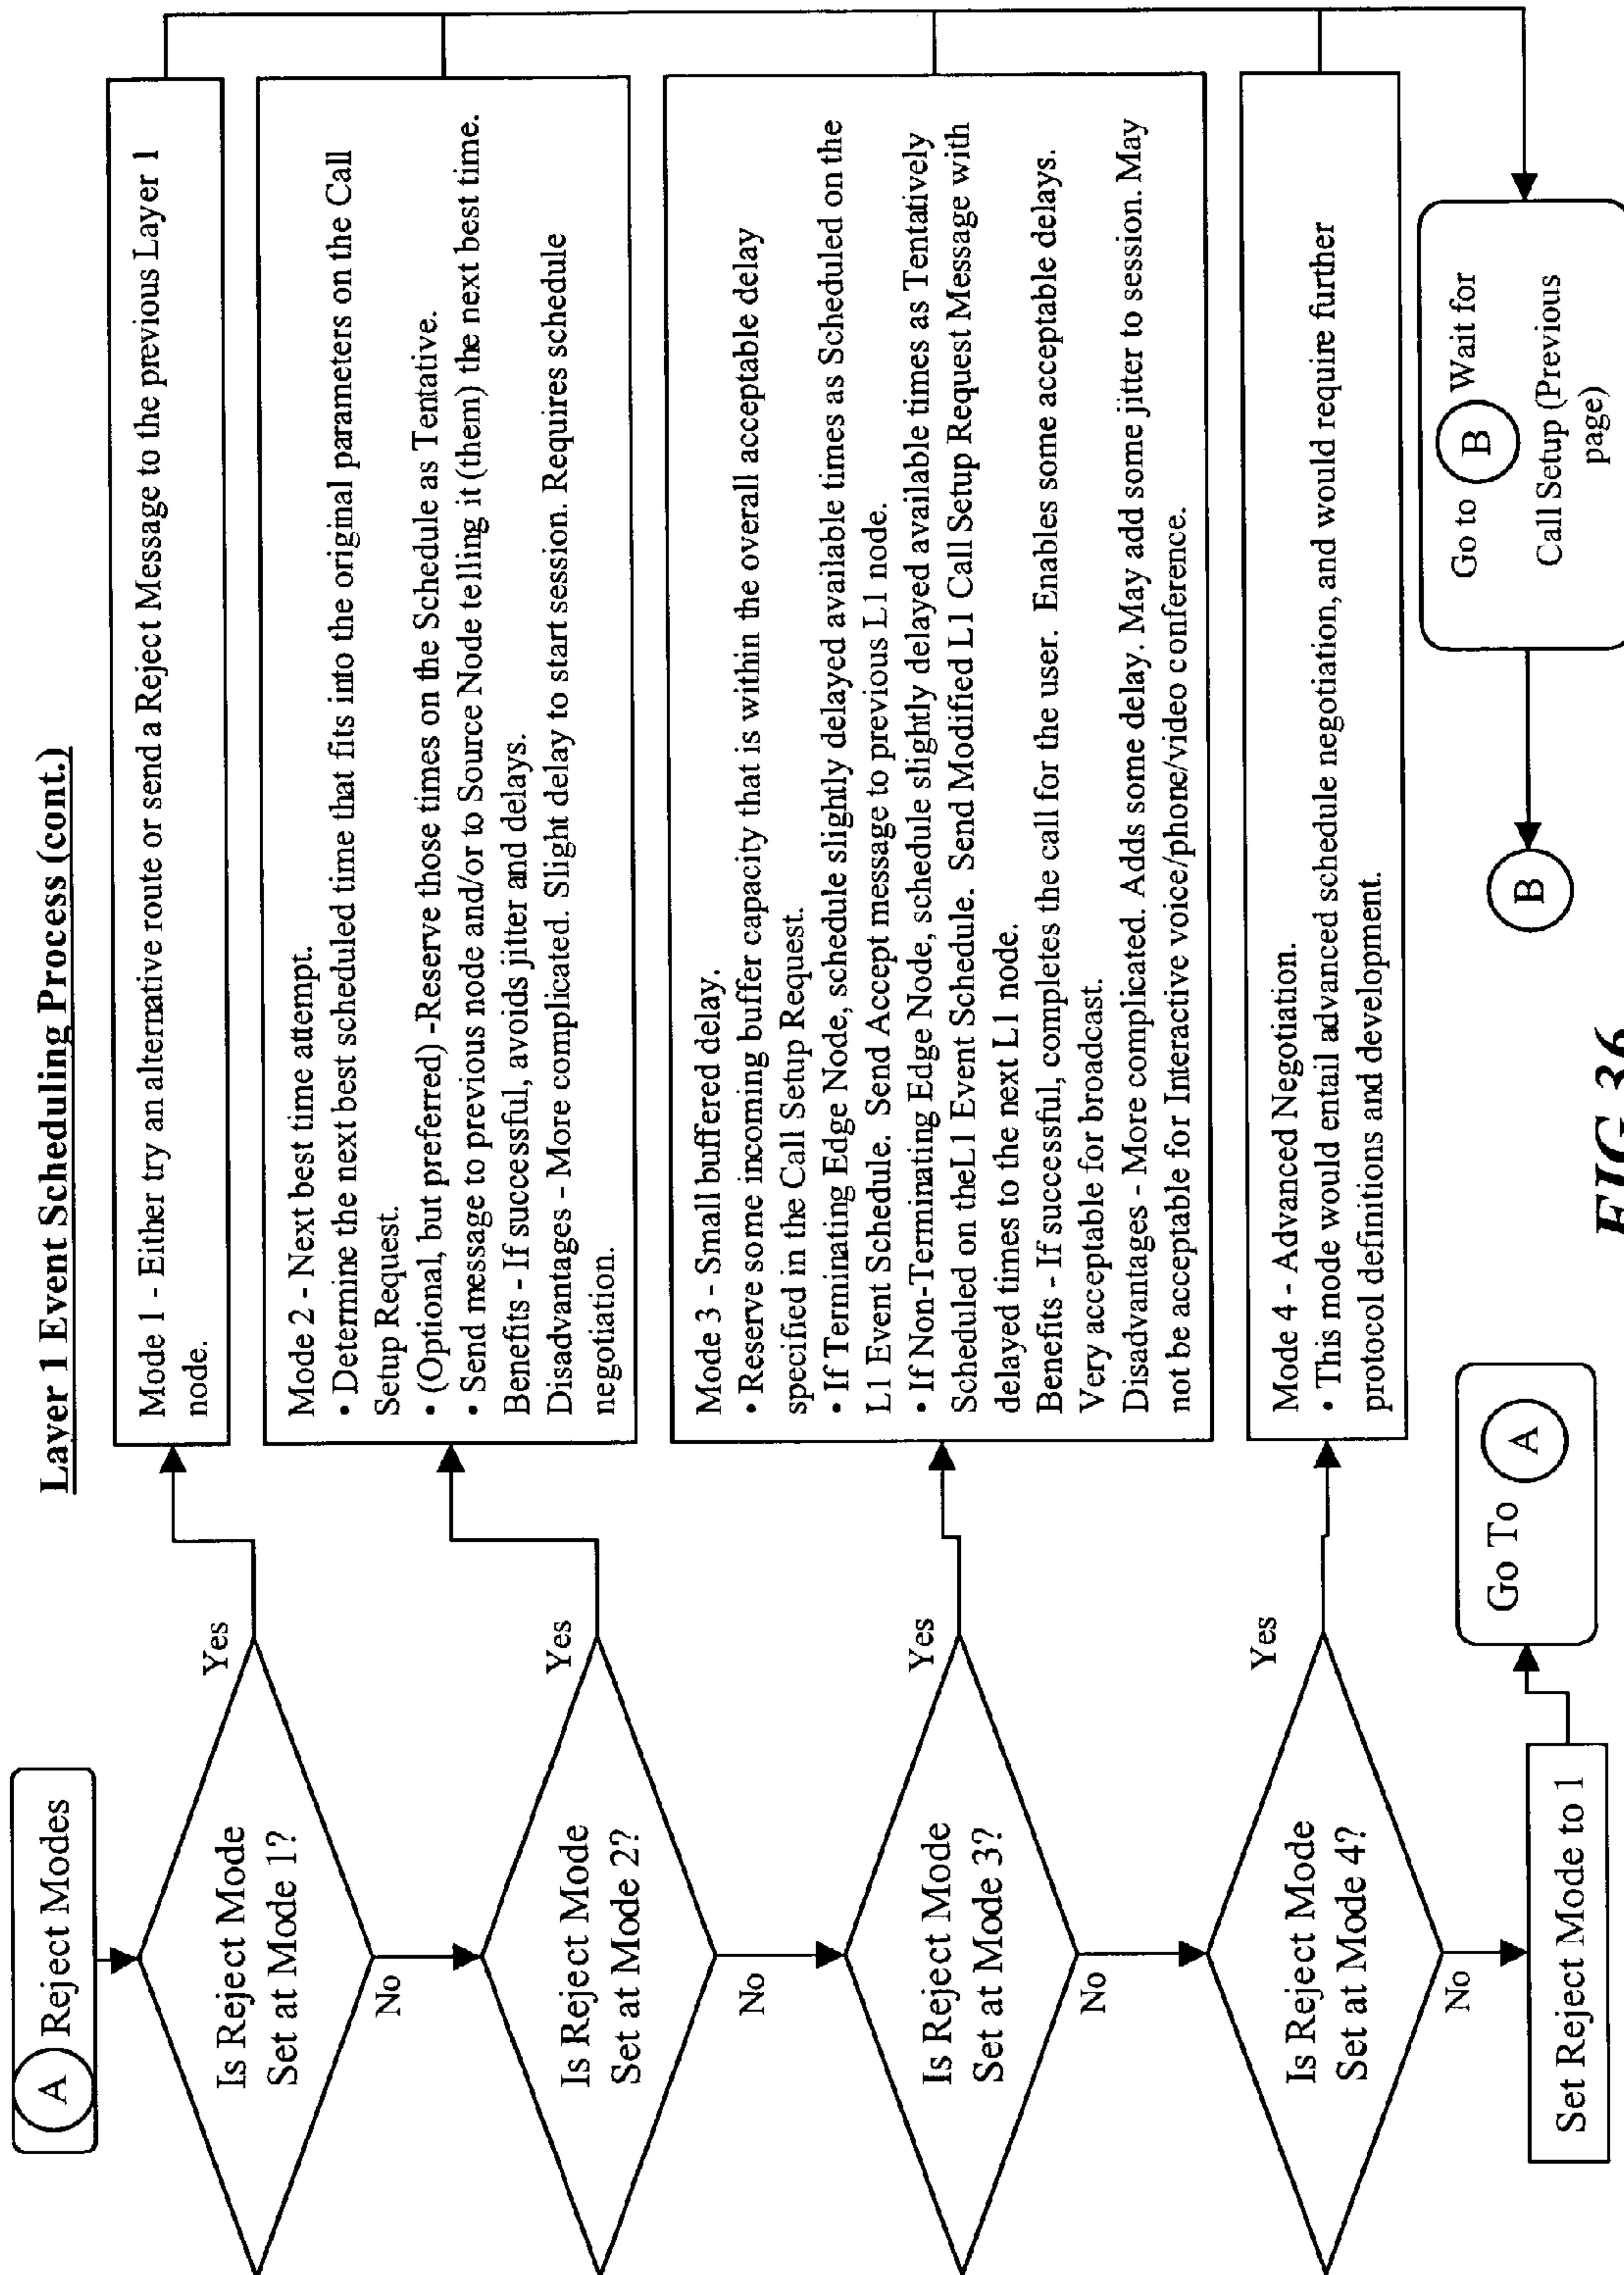 Layer 1 Event Scheduling Process (cont.)
A Reject Modes
Is Reject Mode
Set at Mode 1?
Yes
No
Mode 1 - Either try an alternative route or send a Reject Message to the previous Layer 1
node.
Is Reject Mode
Set at Mode 2?
Yes
No
Mode 2 - Next best time attempt.
• Determine the next best scheduled time that fits into the original parameters on the Call
Setup Request.
• (Optional, but preferred) -Reserve those times on the Schedule as Tentative.
• Send message to previous node and/or to Source Node telling it (them) the next best time.
Benefits - If successful, avoids jitter and delays.
Disadvantages - More complicated. Slight delay to start session. Requires schedule
negotiation.
Is Reject Mode
Set at Mode 3?
Yes
No
Mode 3 - Small buffered delay.
• Reserve some incoming buffer capacity that is within the overall acceptable delay
specified in the Call Setup Request.
• If Terminating Edge Node, schedule slightly delayed available times as Scheduled on the
L1 Event Schedule. Send Accept message to previous L1 node.
• If Non-Terminating Edge Node, schedule slightly delayed available times as Tentatively
Scheduled on theL1 Event Schedule. Send Modified L1 Call Setup Request Message with
delayed times to the next L1 node.
Benefits - If successful, completes the call for the user. Enables some acceptable delays.
Very acceptable for broadcast.
Disadvantages - More complicated. Adds some delay. May add some jitter to session. May
not be acceptable for Interactive voice/phone/video conference.
Is Reject Mode
Set at Mode 4?
Yes
No
Mode 4 - Advanced Negotiation.
• This mode would entail advanced schedule negotiation, and would require further
protocol definitions and development.
Set Reject Mode to 1
Go To A
B
Go to B Wait for
Call Setup (Previous
page)
FIG 36